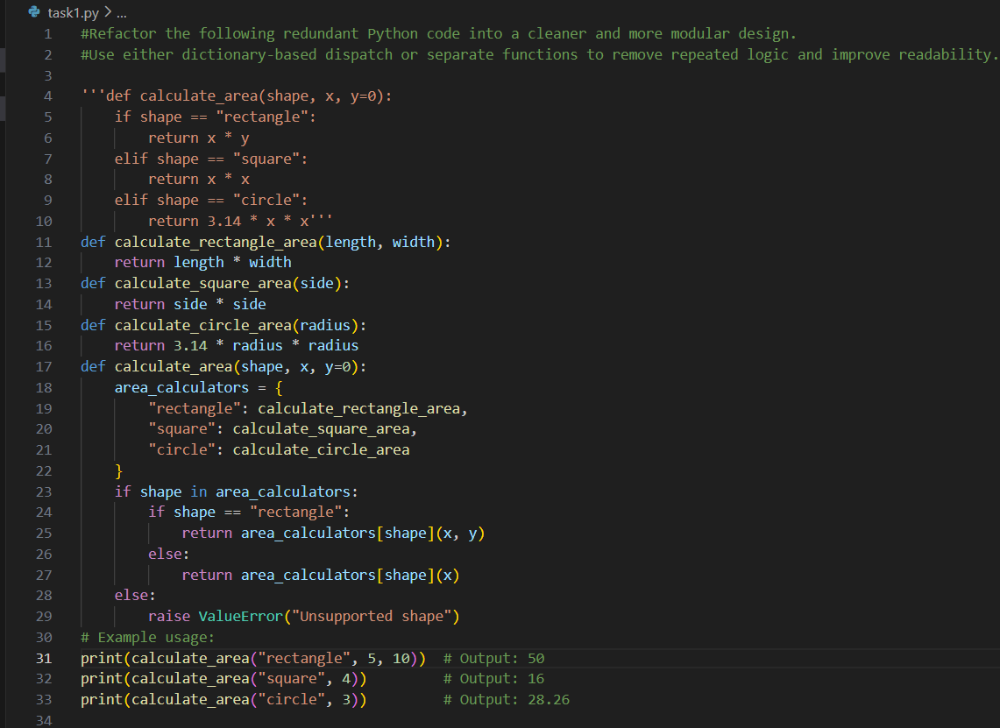 task1.py > ...
1 #Refactor the following redundant Python code into a cleaner and more modular design.
2 #Use either dictionary-based dispatch or separate functions to remove repeated logic and improve readability.
3
4 '''def calculate_area(shape, x, y=0):
5     if shape == "rectangle":
6         return x * y
7     elif shape == "square":
8         return x * x
9     elif shape == "circle":
10         return 3.14 * x * x'''
11 def calculate_rectangle_area(length, width):
12     return length * width
13 def calculate_square_area(side):
14     return side * side
15 def calculate_circle_area(radius):
16     return 3.14 * radius * radius
17 def calculate_area(shape, x, y=0):
18     area_calculators = {
19         "rectangle": calculate_rectangle_area,
20         "square": calculate_square_area,
21         "circle": calculate_circle_area
22     }
23     if shape in area_calculators:
24         if shape == "rectangle":
25             return area_calculators[shape](x, y)
26         else:
27             return area_calculators[shape](x)
28     else:
29         raise ValueError("Unsupported shape")
30 # Example usage:
31 print(calculate_area("rectangle", 5, 10))  # Output: 50
32 print(calculate_area("square", 4))         # Output: 16
33 print(calculate_area("circle", 3))         # Output: 28.26
34